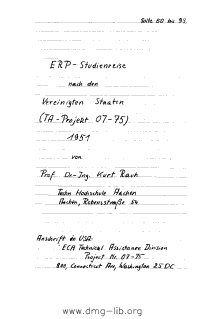 Seite 60 bis 99.
ERP-Studienreise
nach den
Vereinigten Staaten
(TA-Projekt 07-75)
1951
von
Prof. Dr.-Ing. Kurt Rauh
Techn. Hochschule Aachen
Aachen, Rubensstraße 54
Anschrift in USA:
ECA Technical Assistance Division
Project Nr. 07-75
800, Connecticut Ave, Washington 25 DC
www.dmg-lib.org